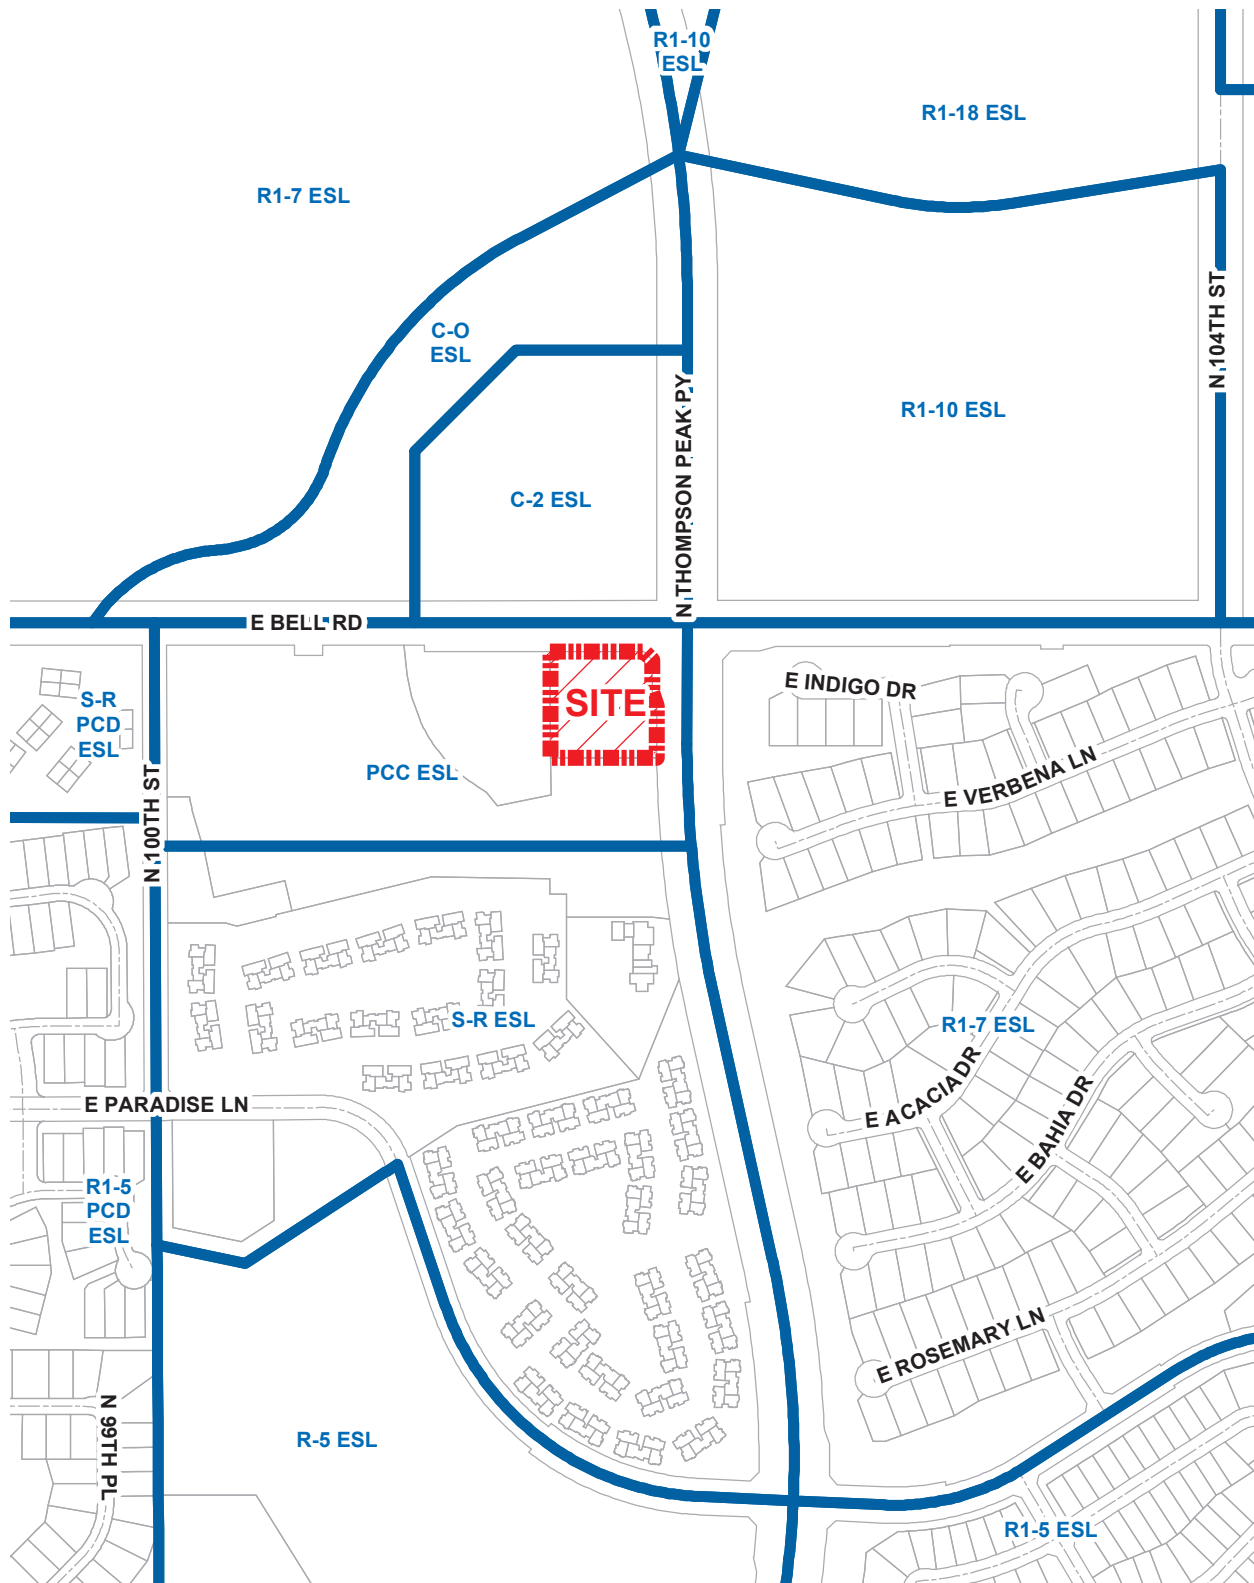 R1-10
ESL
R1-18 ESL
R1-7 ESL
N 104TH ST
C-O
ESL
N THOMPSON PEAK PY
R1-10 ESL
C-2 ESL
E BELL RD
E INDIGO DR
S-R
PCD
ESL
SITE
PCC ESL
E VERBENA LN
N 100TH ST
S-R ESL
R1-7 ESL
E ACACIA DR
E BAHIA DR
E PARADISE LN
R1-5
PCD
ESL
E ROSEMARY LN
N 99TH PL
R-5 ESL
R1-5 ESL